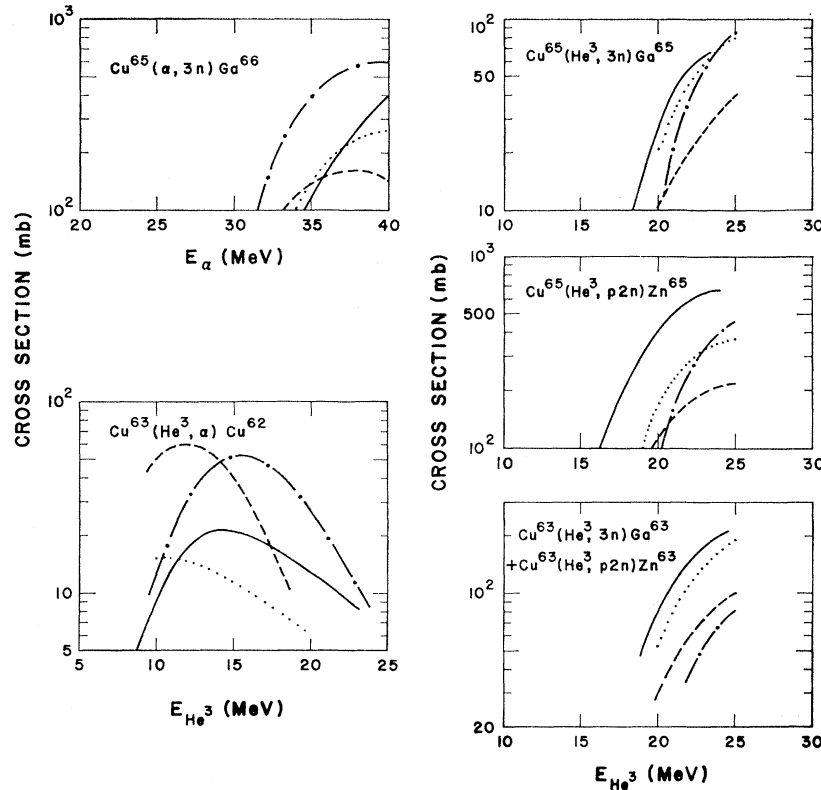 CROSS SECTION (mb)
10³
Cu⁶⁵(α,3n)Ga⁶⁶
10²
20 25 30 35 40
E_α (MeV)
10²
Cu⁶³(He³,α)Cu⁶²
10
5
5 10 15 20 25
E_He³ (MeV)
CROSS SECTION (mb)
10²
Cu⁶⁵(He³,3n)Ga⁶⁵
50
10
10 15 20 25 30
10³
Cu⁶⁵(He³,p2n)Zn⁶⁵
500
10²
10 15 20 25 30
Cu⁶³(He³,3n)Ga⁶³
+Cu⁶³(He³,p2n)Zn⁶³
10²
20
10 15 20 25 30
E_He³ (MeV)